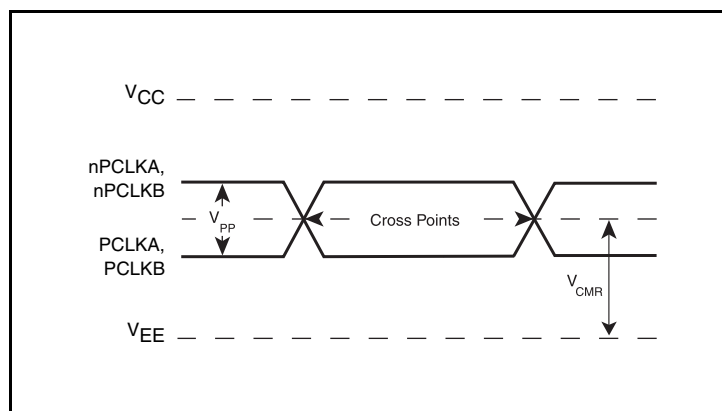 VCC
nPCLKA,
nPCLKB
VPP
Cross Points
PCLKA,
PCLKB
VCMR
VEE